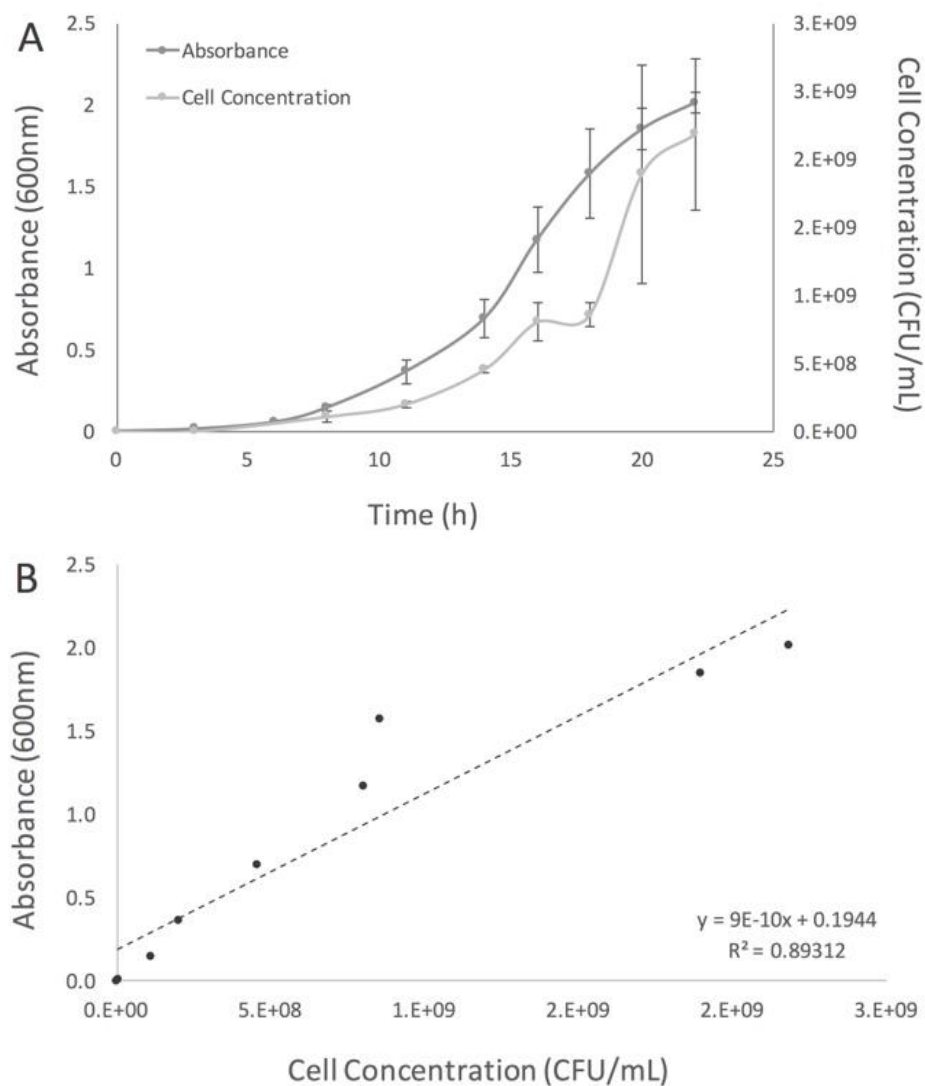 A
Absorbance
Cell Concentration
Absorbance (600nm)
2.5
2
1.5
1
0.5
0
3.E+09
3.E+09
2.E+09
2.E+09
1.E+09
5.E+08
0.E+00
Cell Conentration (CFU/mL)
0 5 10 15 20 25
Time (h)
B
Absorbance (600nm)
2.5
2.0
1.5
1.0
0.5
0.0
y = 9E-10x + 0.1944
R² = 0.89312
0.E+00 5.E+08 1.E+09 2.E+09 2.E+09 3.E+09
Cell Concentration (CFU/mL)